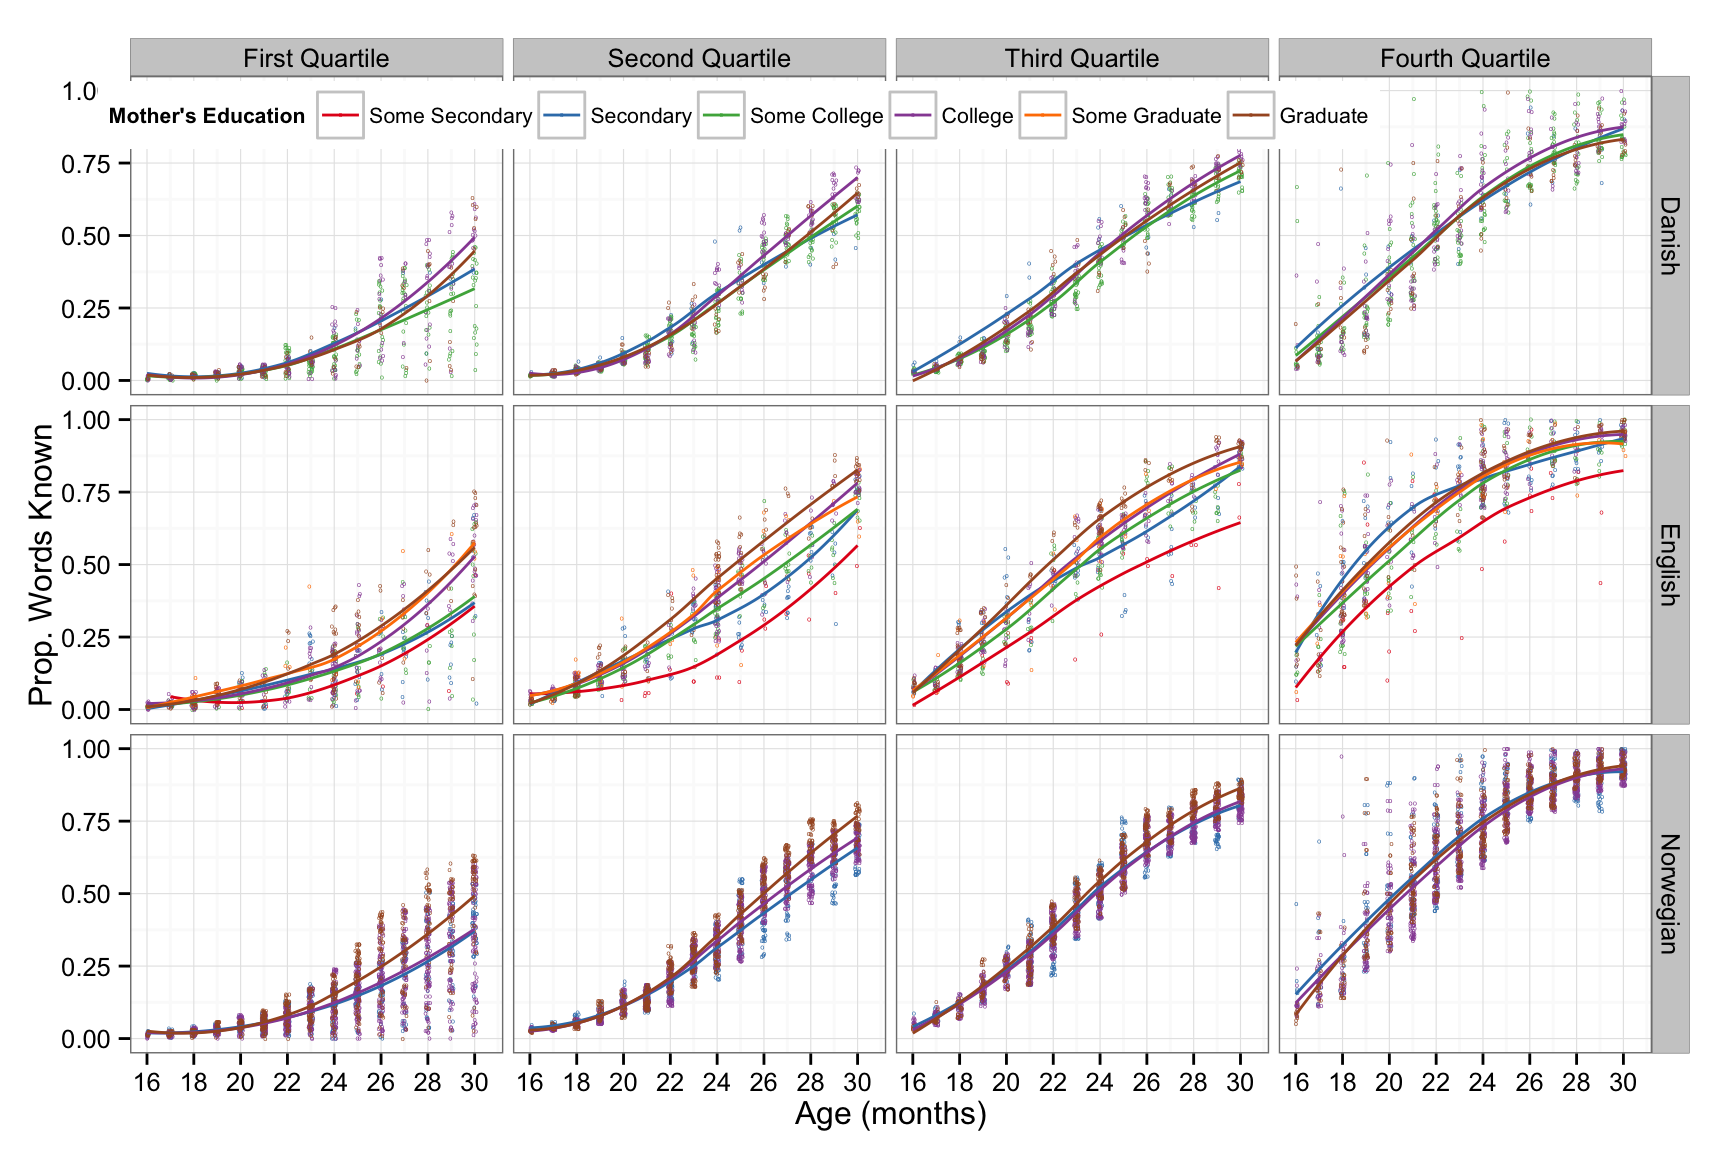 First Quartile Second Quartile Third Quartile Fourth Quartile
1.0
Mother's Education Some Secondary Secondary Some College College Some Graduate Graduate
0.75
0.50
0.25
0.00
Danish
1.00
0.75
0.50
0.25
0.00
English
Prop. Words Known
1.00
0.75
0.50
0.25
0.00
Norwegian
16 18 20 22 24 26 28 30 16 18 20 22 24 26 28 30 16 18 20 22 24 26 28 30 16 18 20 22 24 26 28 30
Age (months)